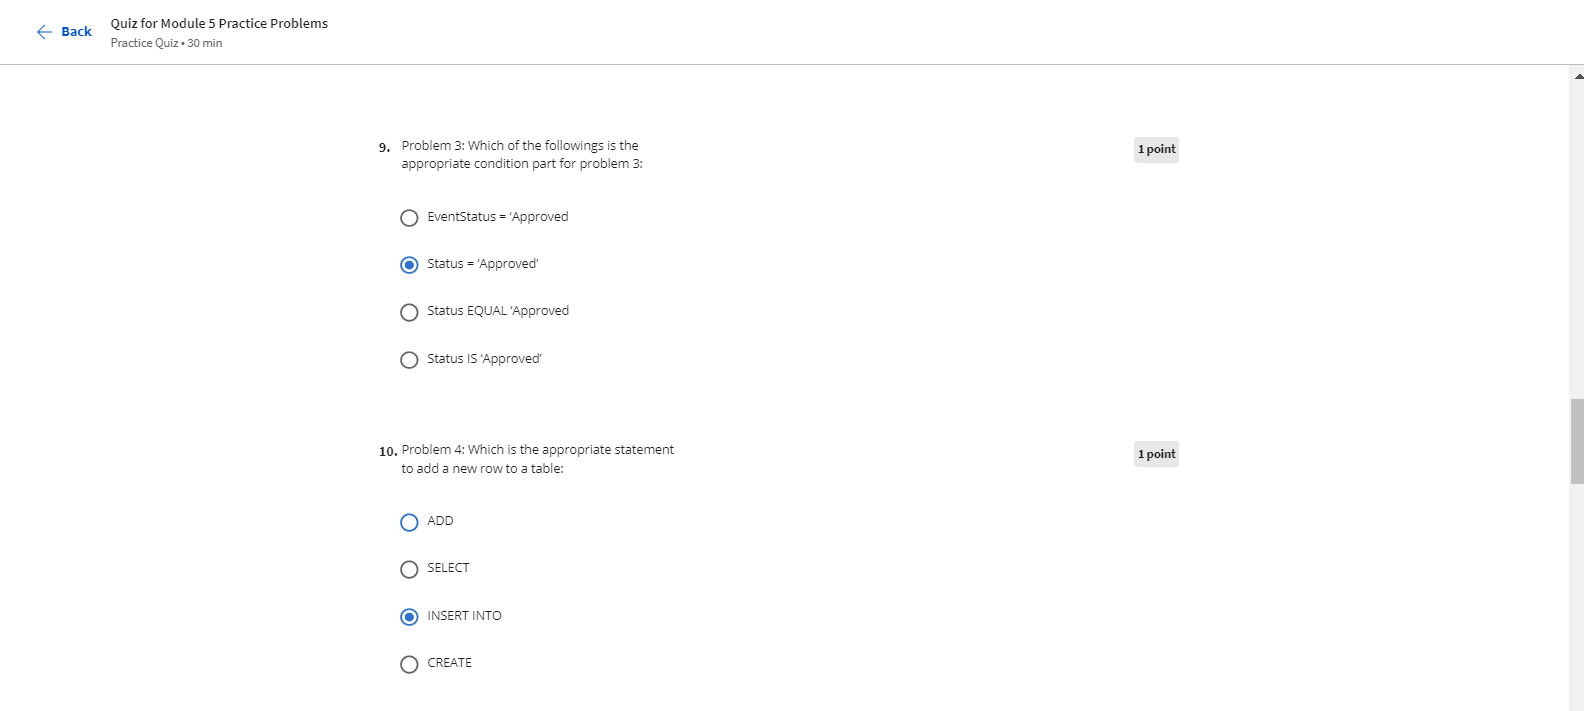 Back
Quiz for Module 5 Practice Problems
Practice Quiz • 30 min
9. Problem 3: Which of the followings is the
appropriate condition part for problem 3:
1 point
EventStatus = ‘Approved
Status = ‘Approved’
Status EQUAL ‘Approved
Status IS ‘Approved’
10. Problem 4: Which is the appropriate statement
to add a new row to a table:
1 point
ADD
SELECT
INSERT INTO
CREATE